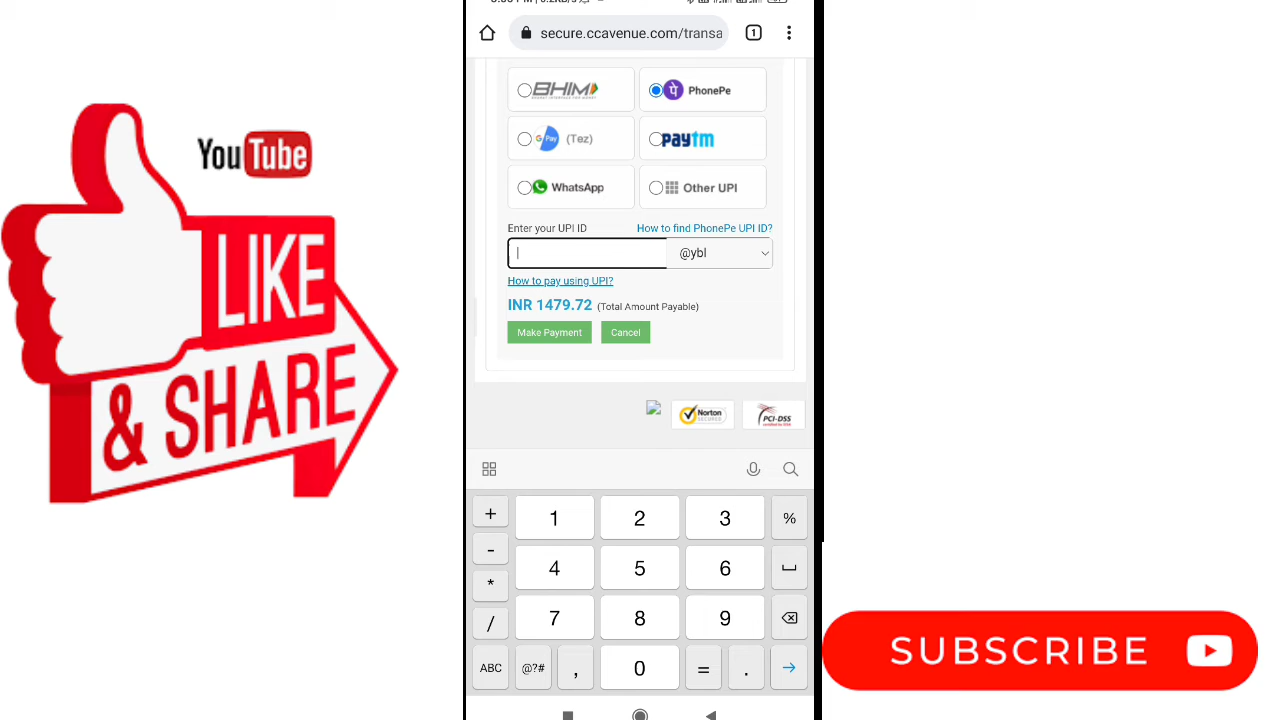 YouTube
LIKE
& SHARE
secure.ccavenue.com/transa
1
BHIM
PhonePe
G Pay (Tez)
paytm
WhatsApp
Other UPI
Enter your UPI ID
How to find PhonePe UPI ID?
@ybl
How to pay using UPI?
INR 1479.72 (Total Amount Payable)
Make Payment
Cancel
Norton
SECURED
PCI-DSS
+ 1 2 3 %
- 4 5 6
* 7 8 9
/
ABC @?# , 0 = .
SUBSCRIBE